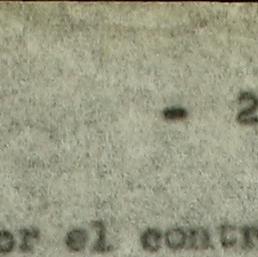 - 2
or el contr